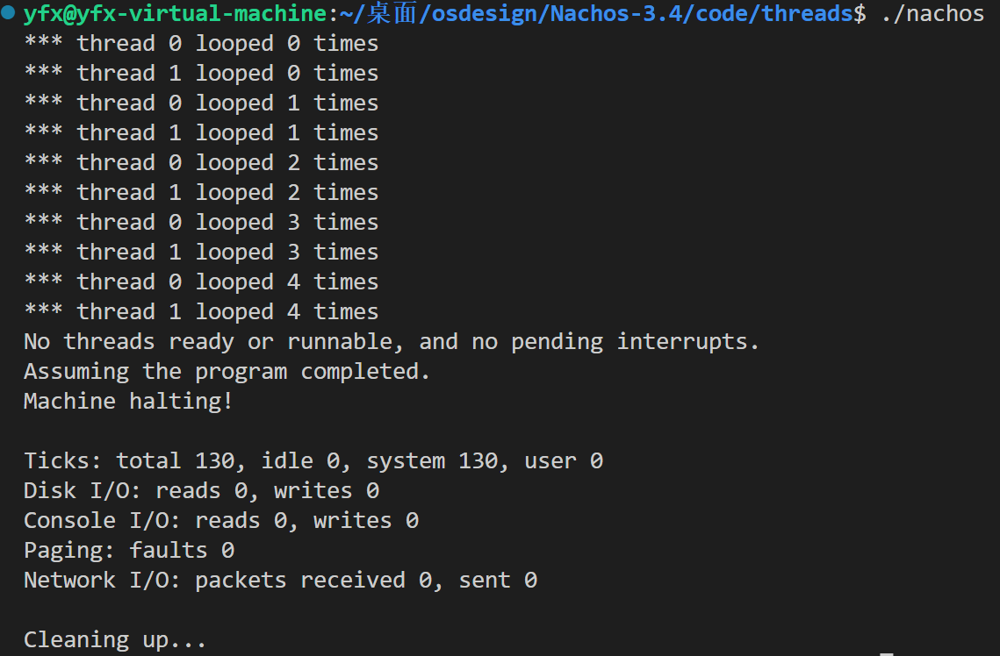 yfx@yfx-virtual-machine:~/桌面/osdesign/Nachos-3.4/code/threads$ ./nachos
*** thread 0 looped 0 times
*** thread 1 looped 0 times
*** thread 0 looped 1 times
*** thread 1 looped 1 times
*** thread 0 looped 2 times
*** thread 1 looped 2 times
*** thread 0 looped 3 times
*** thread 1 looped 3 times
*** thread 0 looped 4 times
*** thread 1 looped 4 times
No threads ready or runnable, and no pending interrupts.
Assuming the program completed.
Machine halting!

Ticks: total 130, idle 0, system 130, user 0
Disk I/O: reads 0, writes 0
Console I/O: reads 0, writes 0
Paging: faults 0
Network I/O: packets received 0, sent 0

Cleaning up...